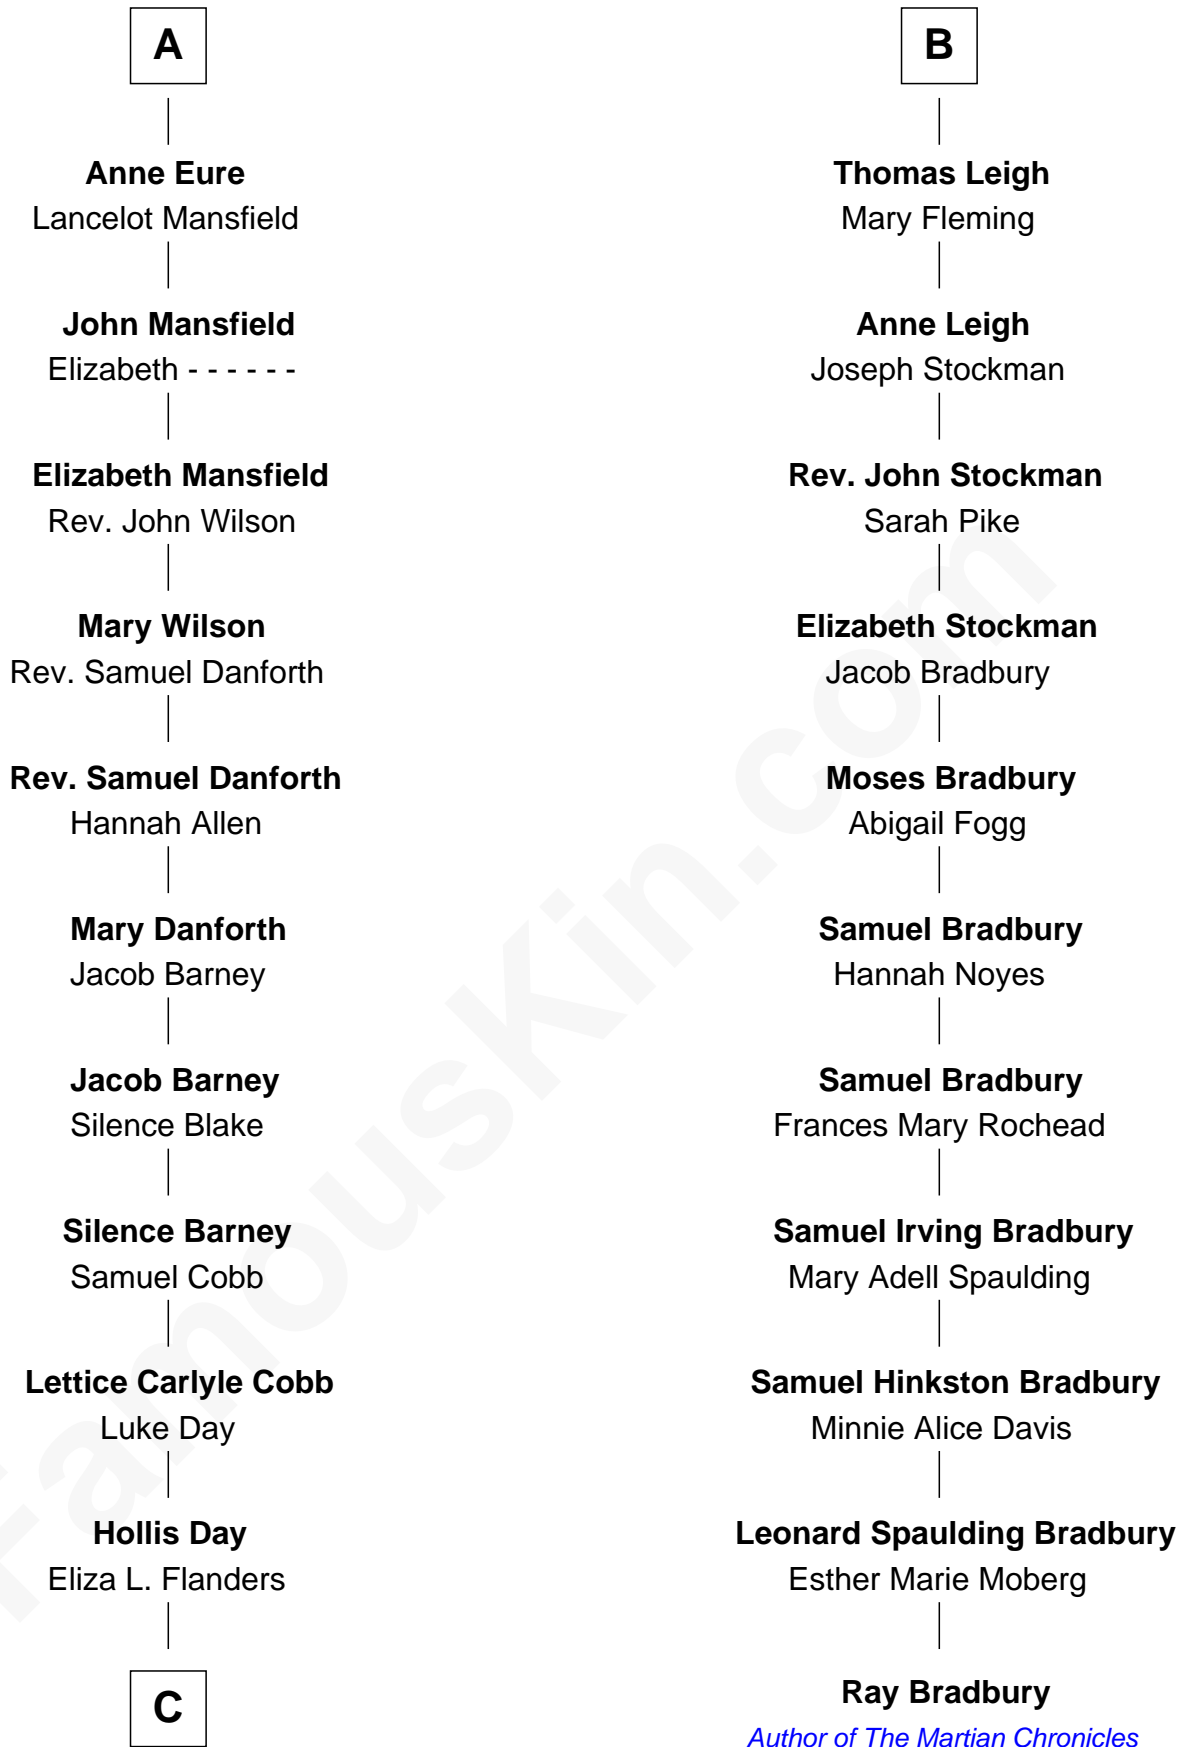 A
Anne Eure
Lancelot Mansfield
John Mansfield
Elizabeth - - - - - -
Elizabeth Mansfield
Rev. John Wilson
Mary Wilson
Rev. Samuel Danforth
Rev. Samuel Danforth
Hannah Allen
Mary Danforth
Jacob Barney
Jacob Barney
Silence Blake
Silence Barney
Samuel Cobb
Lettice Carlyle Cobb
Luke Day
Hollis Day
Eliza L. Flanders
C
B
Thomas Leigh
Mary Fleming
Anne Leigh
Joseph Stockman
Rev. John Stockman
Sarah Pike
Elizabeth Stockman
Jacob Bradbury
Moses Bradbury
Abigail Fogg
Samuel Bradbury
Hannah Noyes
Samuel Bradbury
Frances Mary Rochead
Samuel Irving Bradbury
Mary Adell Spaulding
Samuel Hinkston Bradbury
Minnie Alice Davis
Leonard Spaulding Bradbury
Esther Marie Moberg
Ray Bradbury
Author of The Martian Chronicles
FamousKin.com